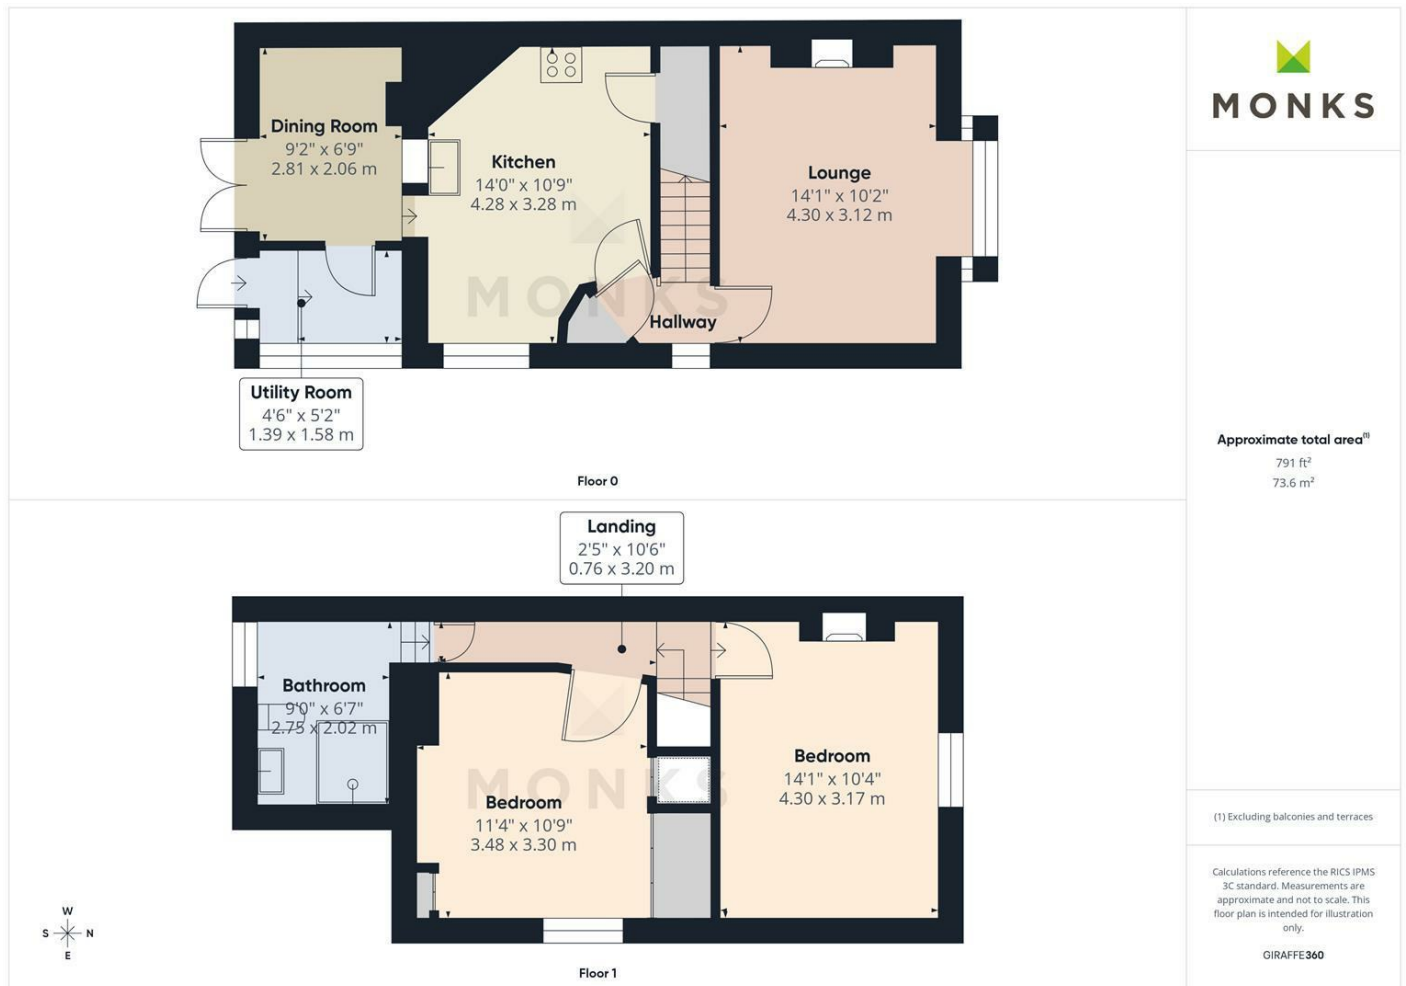 MONKS
Dining Room
9'2" x 6'9"
2.81 x 2.06 m
Kitchen
14'0" x 10'9"
4.28 x 3.28 m
Lounge
14'1" x 10'2"
4.30 x 3.12 m
MONKS
Hallway
Utility Room
4'6" x 5'2"
1.39 x 1.58 m
Floor 0
Approximate total area(1)
791 ft²
73.6 m²
Landing
2'5" x 10'6"
0.76 x 3.20 m
Bathroom
9'0" x 6'7"
2.75 x 2.02 m
Bedroom
14'1" x 10'4"
4.30 x 3.17 m
MONKS
Bedroom
11'4" x 10'9"
3.48 x 3.30 m
W
S N
E
Floor 1
(1) Excluding balconies and terraces
Calculations reference the RICS IPMS
3C standard. Measurements are
approximate and not to scale. This
floor plan is intended for illustration
only.
GIRAFFE360